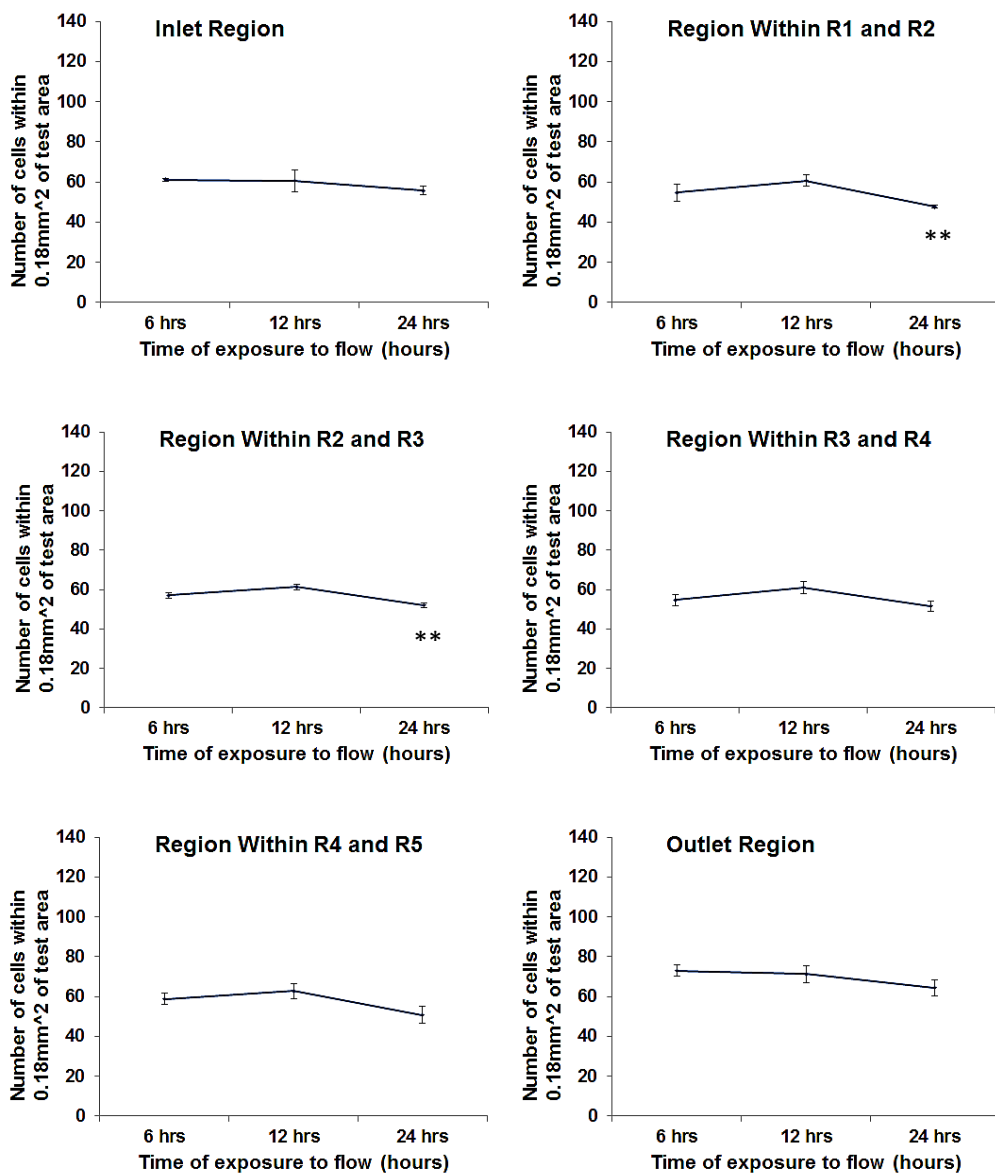 Inlet Region
Number of cells within
0.18mm^2 of test area
140
120
100
80
60
40
20
0
6 hrs 12 hrs 24 hrs
Time of exposure to flow (hours)
Region Within R1 and R2
Number of cells within
0.18mm^2 of test area
140
120
100
80
60
40
20
0
**
6 hrs 12 hrs 24 hrs
Time of exposure to flow (hours)
Region Within R2 and R3
Number of cells within
0.18mm^2 of test area
140
120
100
80
60
40
20
0
**
6 hrs 12 hrs 24 hrs
Time of exposure to flow (hours)
Region Within R3 and R4
Number of cells within
0.18mm^2 of test area
140
120
100
80
60
40
20
0
6 hrs 12 hrs 24 hrs
Time of exposure to flow (hours)
Region Within R4 and R5
Number of cells within
0.18mm^2 of test area
140
120
100
80
60
40
20
0
6 hrs 12 hrs 24 hrs
Time of exposure to flow (hours)
Outlet Region
Number of cells within
0.18mm^2 of test area
140
120
100
80
60
40
20
0
6 hrs 12 hrs 24 hrs
Time of exposure to flow (hours)